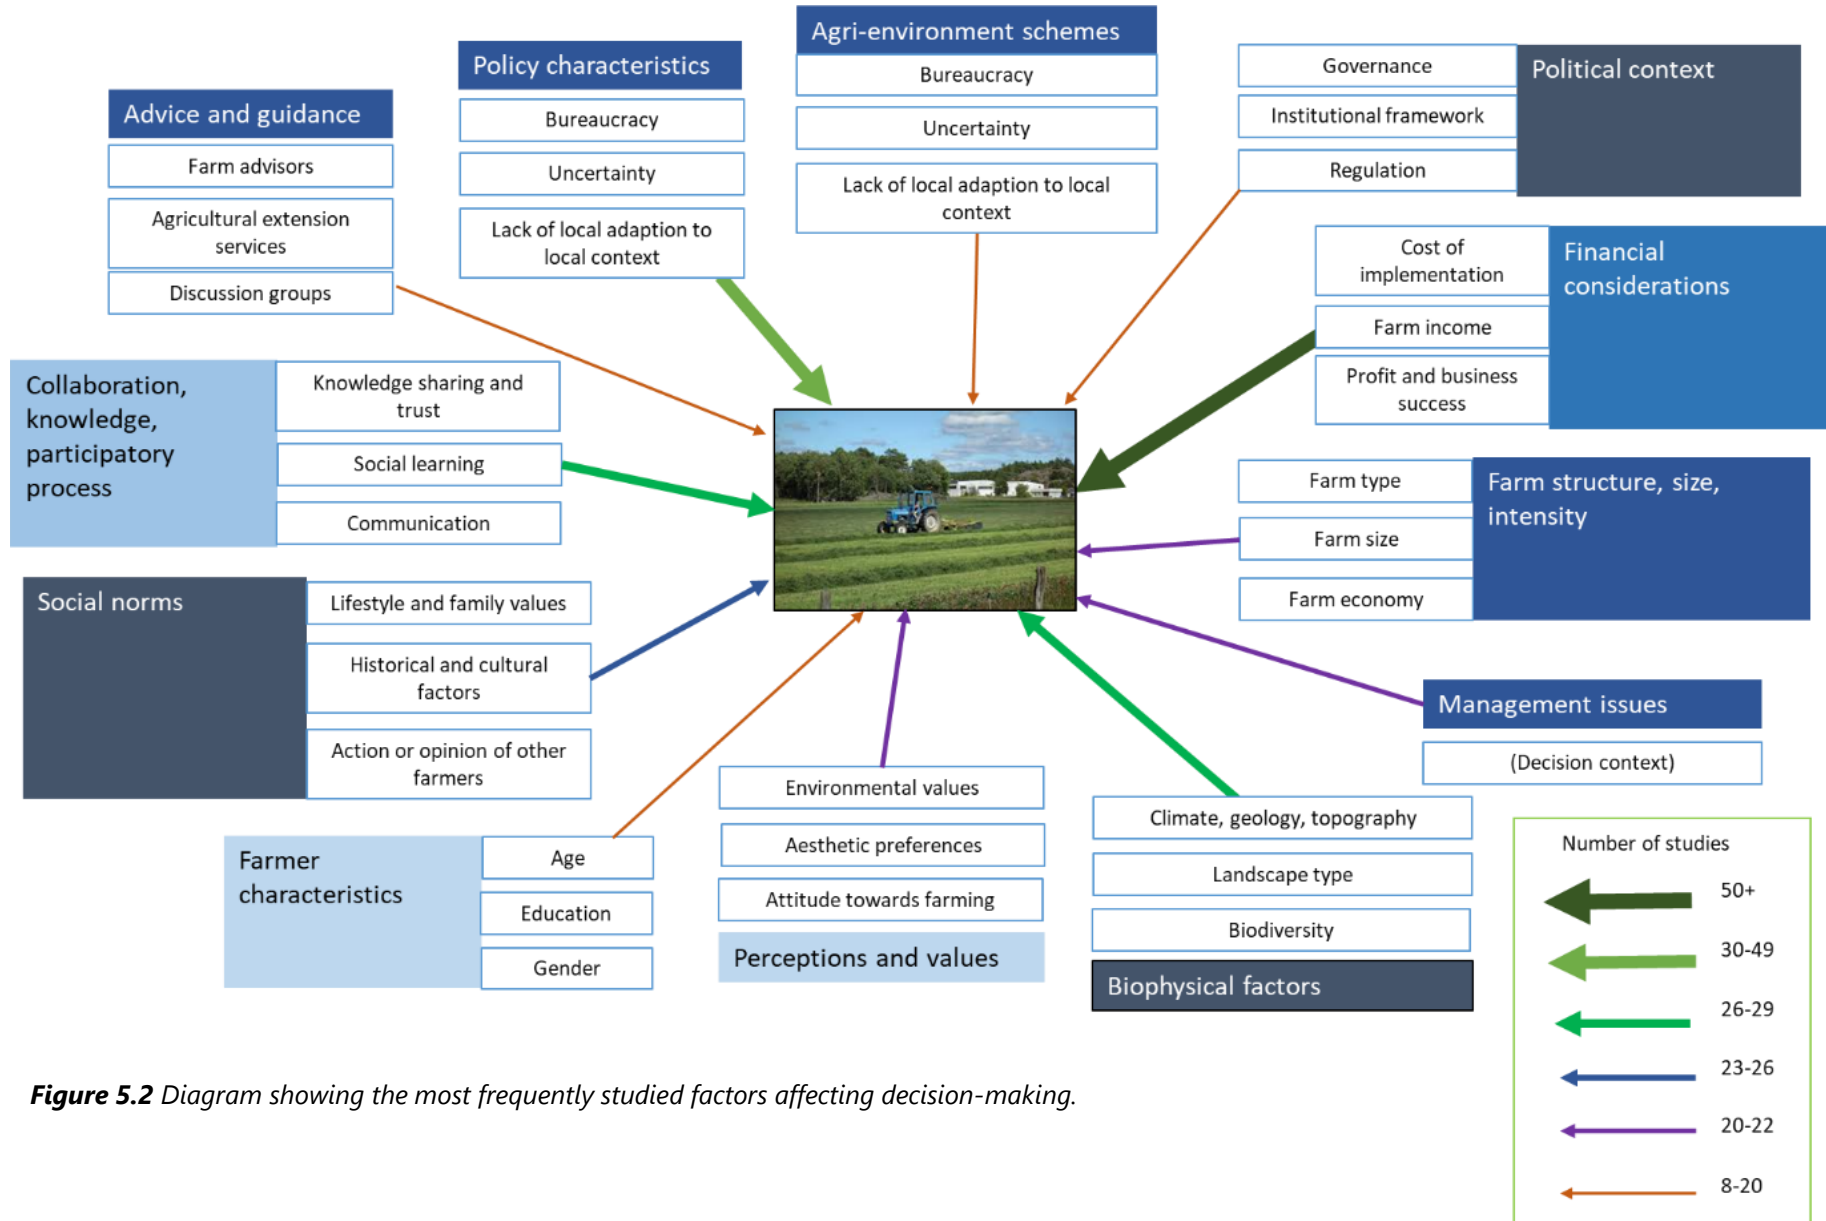 Agri-environment schemes
Bureaucracy
Uncertainty
Lack of local adaption to local
context
Policy characteristics
Bureaucracy
Uncertainty
Lack of local adaption to
local context
Advice and guidance
Farm advisors
Agricultural extension
services
Discussion groups
Political context
Governance
Institutional framework
Regulation
Financial
considerations
Cost of
implementation
Farm income
Profit and business
success
Collaboration,
knowledge,
participatory
process
Knowledge sharing and
trust
Social learning
Communication
Farm structure, size,
intensity
Farm type
Farm size
Farm economy
Social norms
Lifestyle and family values
Historical and cultural
factors
Action or opinion of other
farmers
Management issues
(Decision context)
Farmer
characteristics
Age
Education
Gender
Environmental values
Aesthetic preferences
Attitude towards farming
Perceptions and values
Climate, geology, topography
Landscape type
Biodiversity
Biophysical factors
Number of studies
50+
30-49
26-29
23-26
20-22
8-20
Figure 5.2 Diagram showing the most frequently studied factors affecting decision-making.